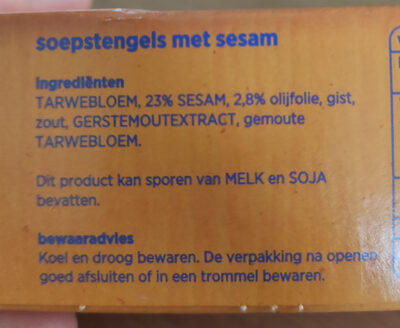 soepstengels met sesam
Ingrediënten
TARWEBLOEM, 23% SESAM, 2,8% olijfolie, gist,
zout, GERSTEMOUTEXTRACT, gemoute
TARWEBLOEM.
Dit product kan sporen van MELK en SOJA
bevatten.
bewaaradvies
Koel en droog bewaren. De verpakking na openen
goed afsluiten of in een trommel bewaren.